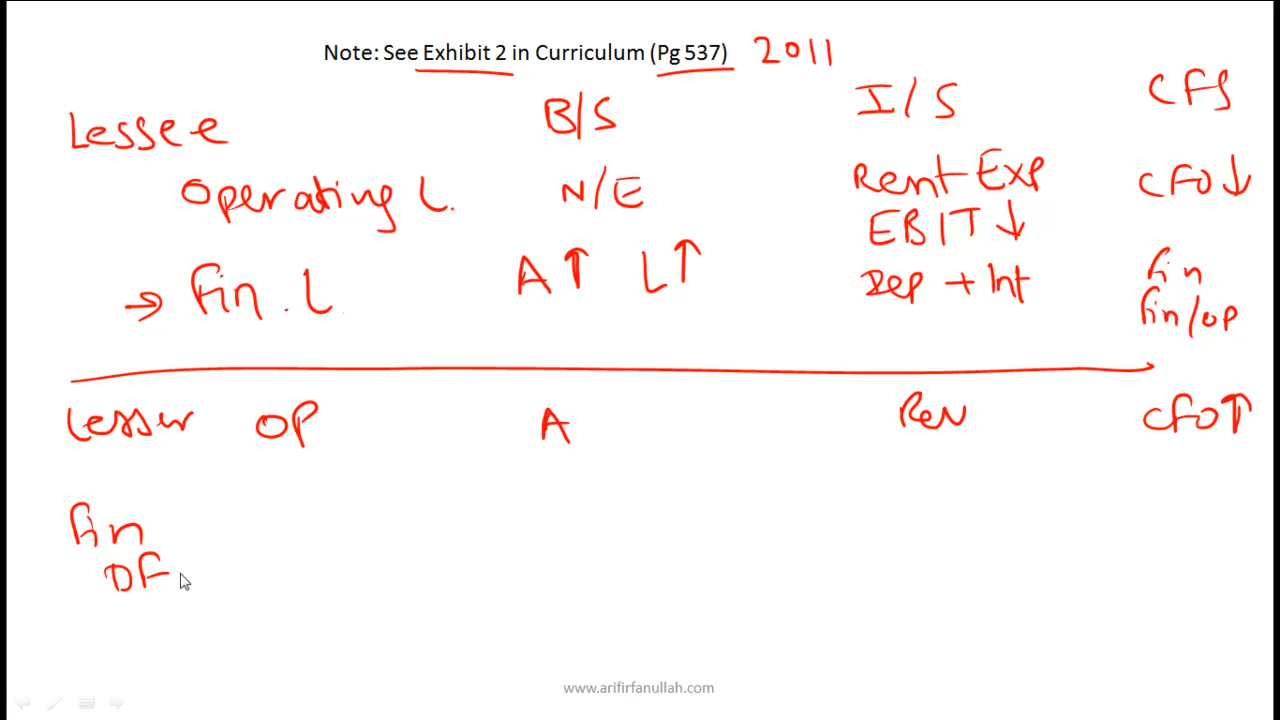 Note: See Exhibit 2 in Curriculum (Pg 537) 2011
B/S I/S CFS
Lessee
Operating L. N/E Rent Exp CFO↓
EBIT ↓
→ Fin. L A↑ L↑ Dep + Int fin
fin/op
Lesser OP A Rev CFO↑
Fin
DF
www.arifirfanullah.com